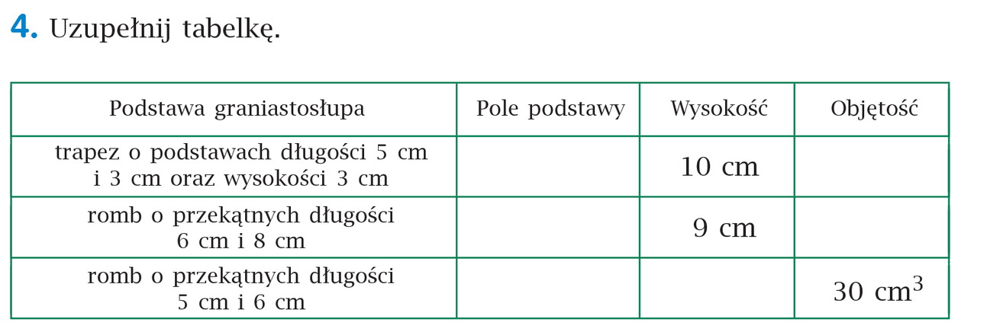 4. Uzupełnij tabelkę.
Podstawa graniastosłupa Pole podstawy Wysokość Objętość
trapez o podstawach długości 5 cm
i 3 cm oraz wysokości 3 cm
10 cm
romb o przekątnych długości
6 cm i 8 cm
9 cm
romb o przekątnych długości
5 cm i 6 cm
30 cm³